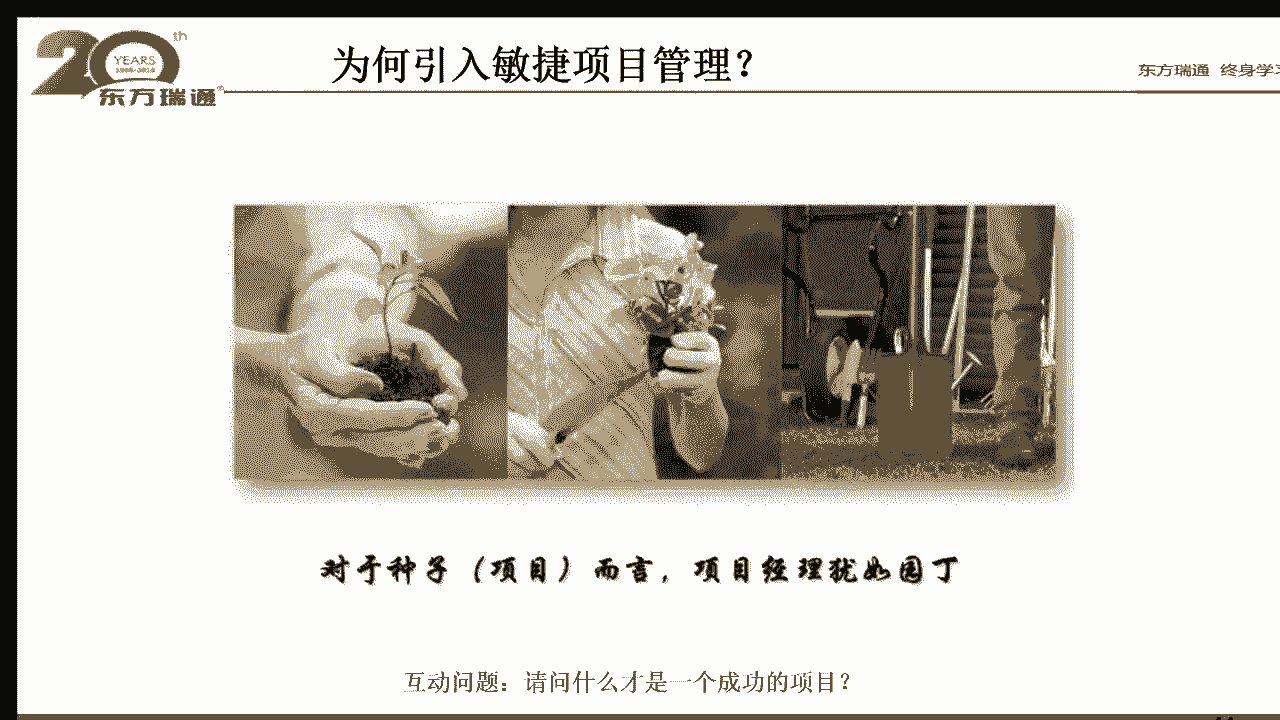 20th
YEARS
1998-2018
东方瑞通®
为何引入敏捷项目管理？
东方瑞通 终身学习
对于种子（项目）而言，项目经理犹如园丁
互动问题：请问什么才是一个成功的项目？